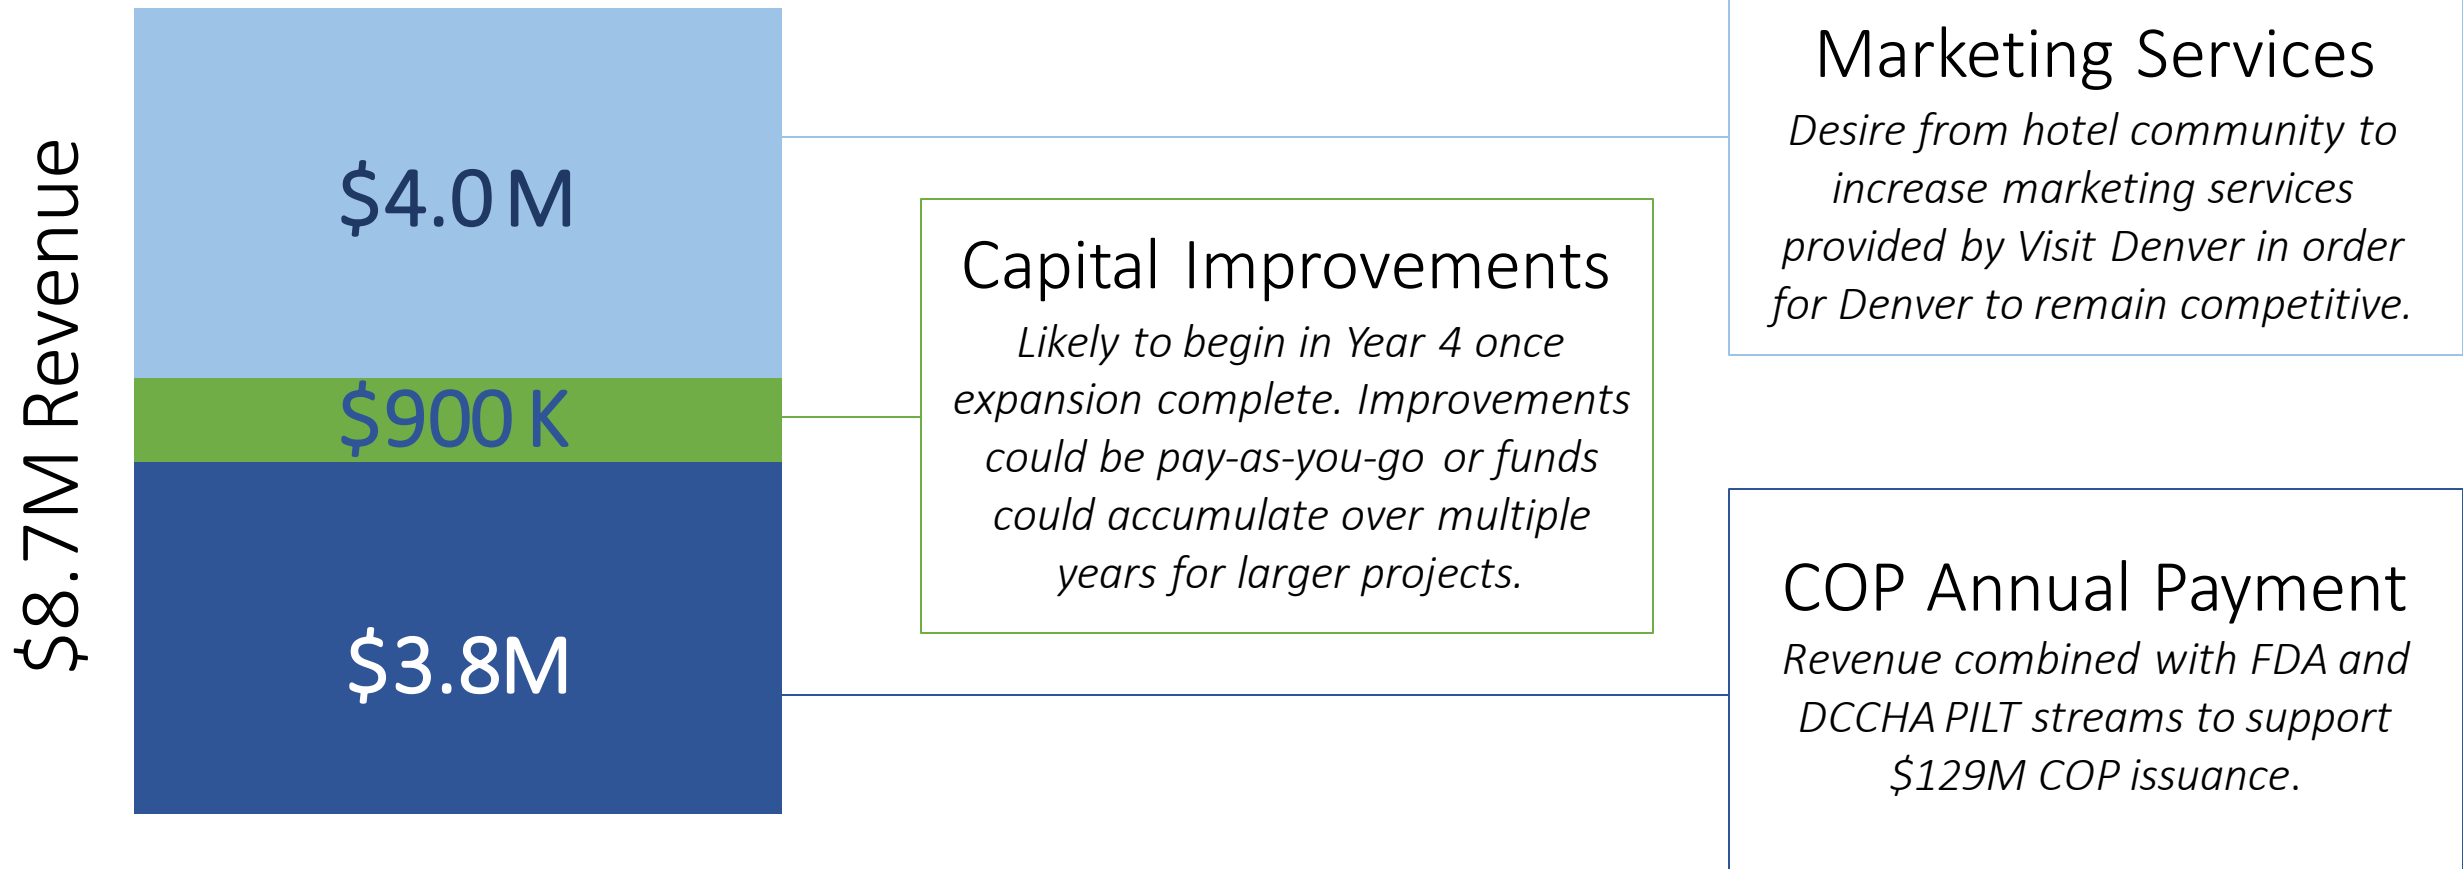 $8.7M Revenue
$4.0 M
$900 K
$3.8M
Capital Improvements
Likely to begin in Year 4 once
expansion complete. Improvements
could be pay-as-you-go or funds
could accumulate over multiple
years for larger projects.
Marketing Services
Desire from hotel community to
increase marketing services
provided by Visit Denver in order
for Denver to remain competitive.
COP Annual Payment
Revenue combined with FDA and
DCCHA PILT streams to support
$129M COP issuance.